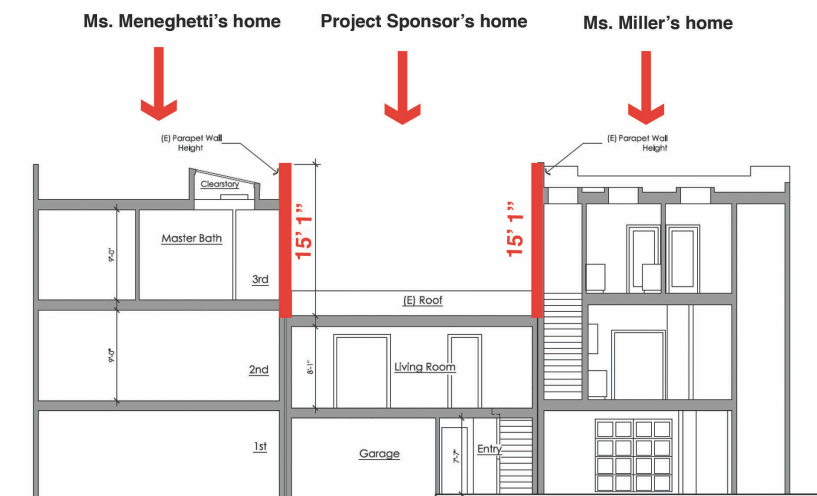 Ms. Meneghetti's home
Project Sponsor's home
Ms. Miller's home
(E) Parapet Wall
Height
(E) Parapet Wall
Height
Clearstory
15' 1"
15' 1"
Master Bath
9'-0"
3rd
(E) Roof
9'-0"
2nd
8'-1"
Living Room
1st
Garage
7'-7"
Entry